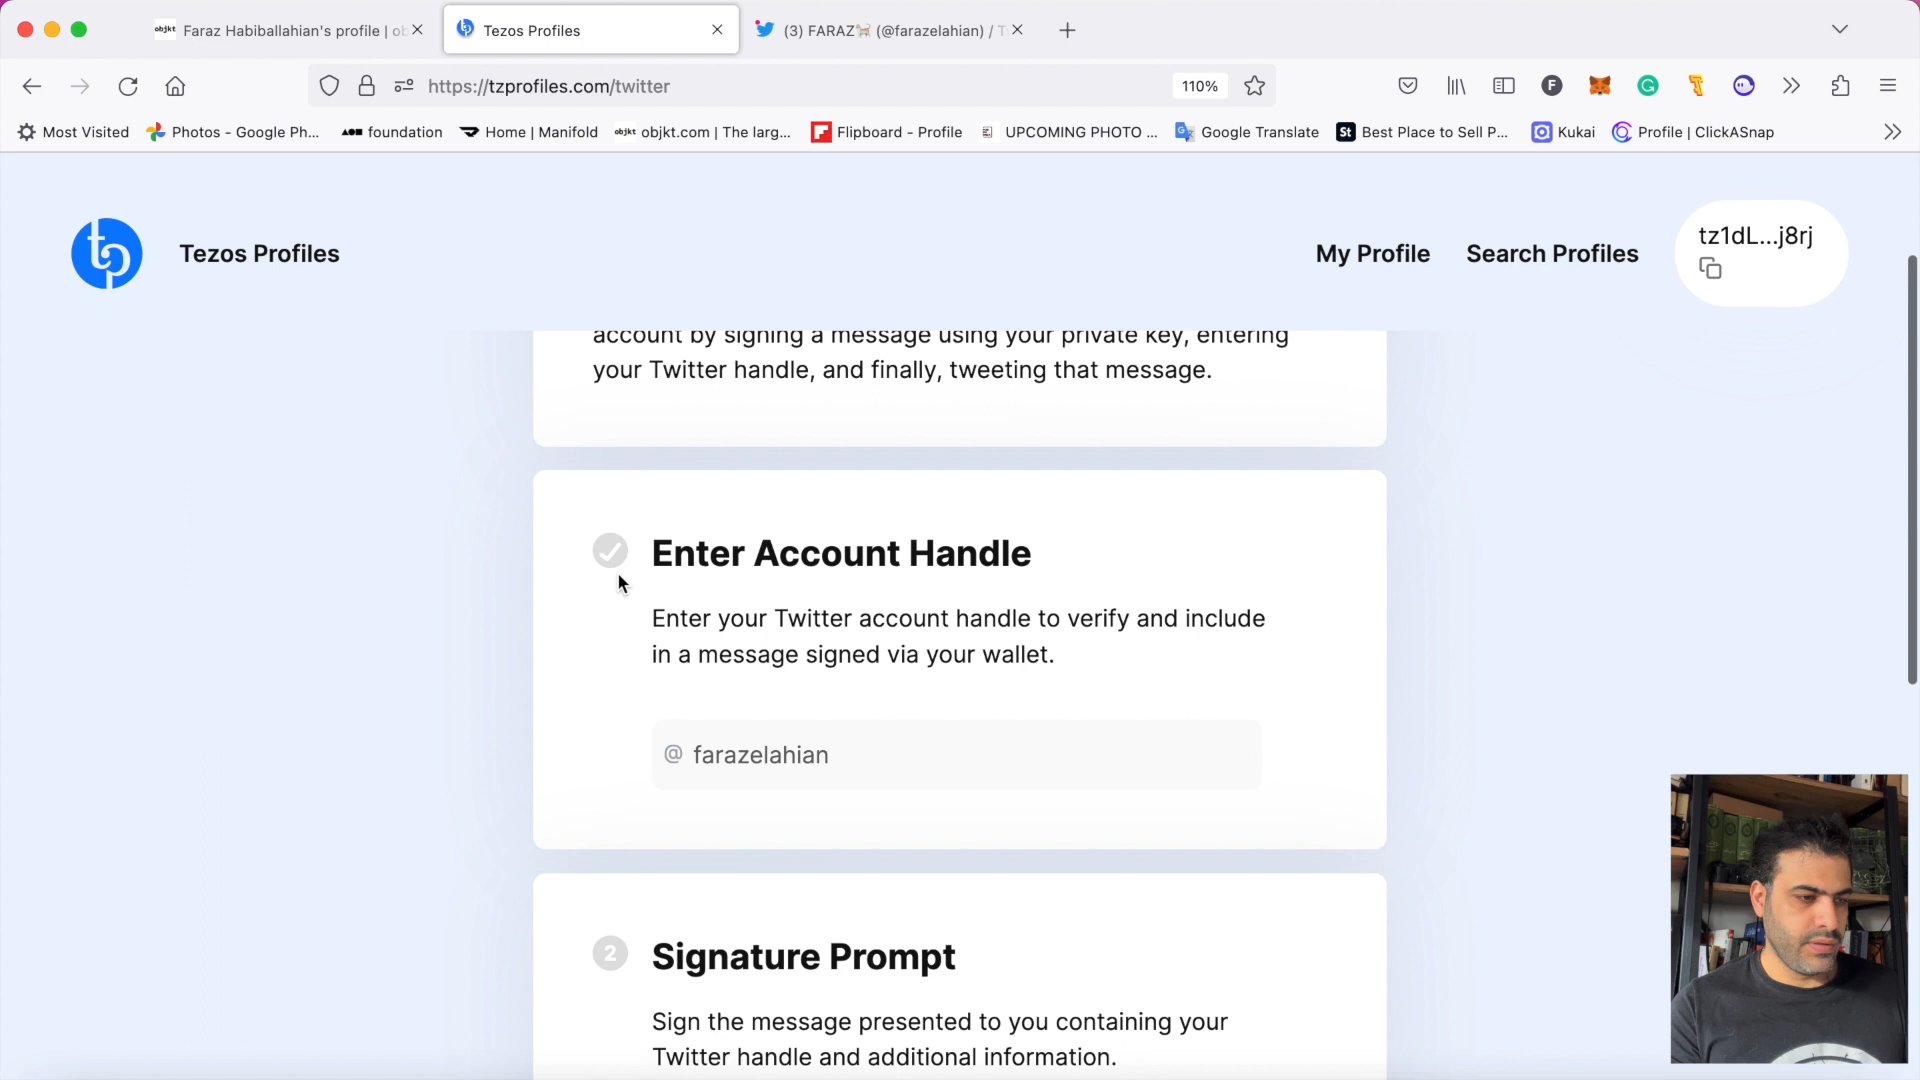 objkt Faraz Habiballahian's profile | ob
Tezos Profiles
(3) FARAZ (@farazelahian) / T
https://tzprofiles.com/twitter
110%
F
G
Most Visited
Photos - Google Ph...
foundation
Home | Manifold
objkt objkt.com | The larg...
Flipboard - Profile
UPCOMING PHOTO ...
Google Translate
St Best Place to Sell P...
Kukai
Profile | ClickASnap
tp
Tezos Profiles
My Profile
Search Profiles
tz1dL...j8rj
account by signing a message using your private key, entering
your Twitter handle, and finally, tweeting that message.
Enter Account Handle
Enter your Twitter account handle to verify and include
in a message signed via your wallet.
@ farazelahian
2
Signature Prompt
Sign the message presented to you containing your
Twitter handle and additional information.